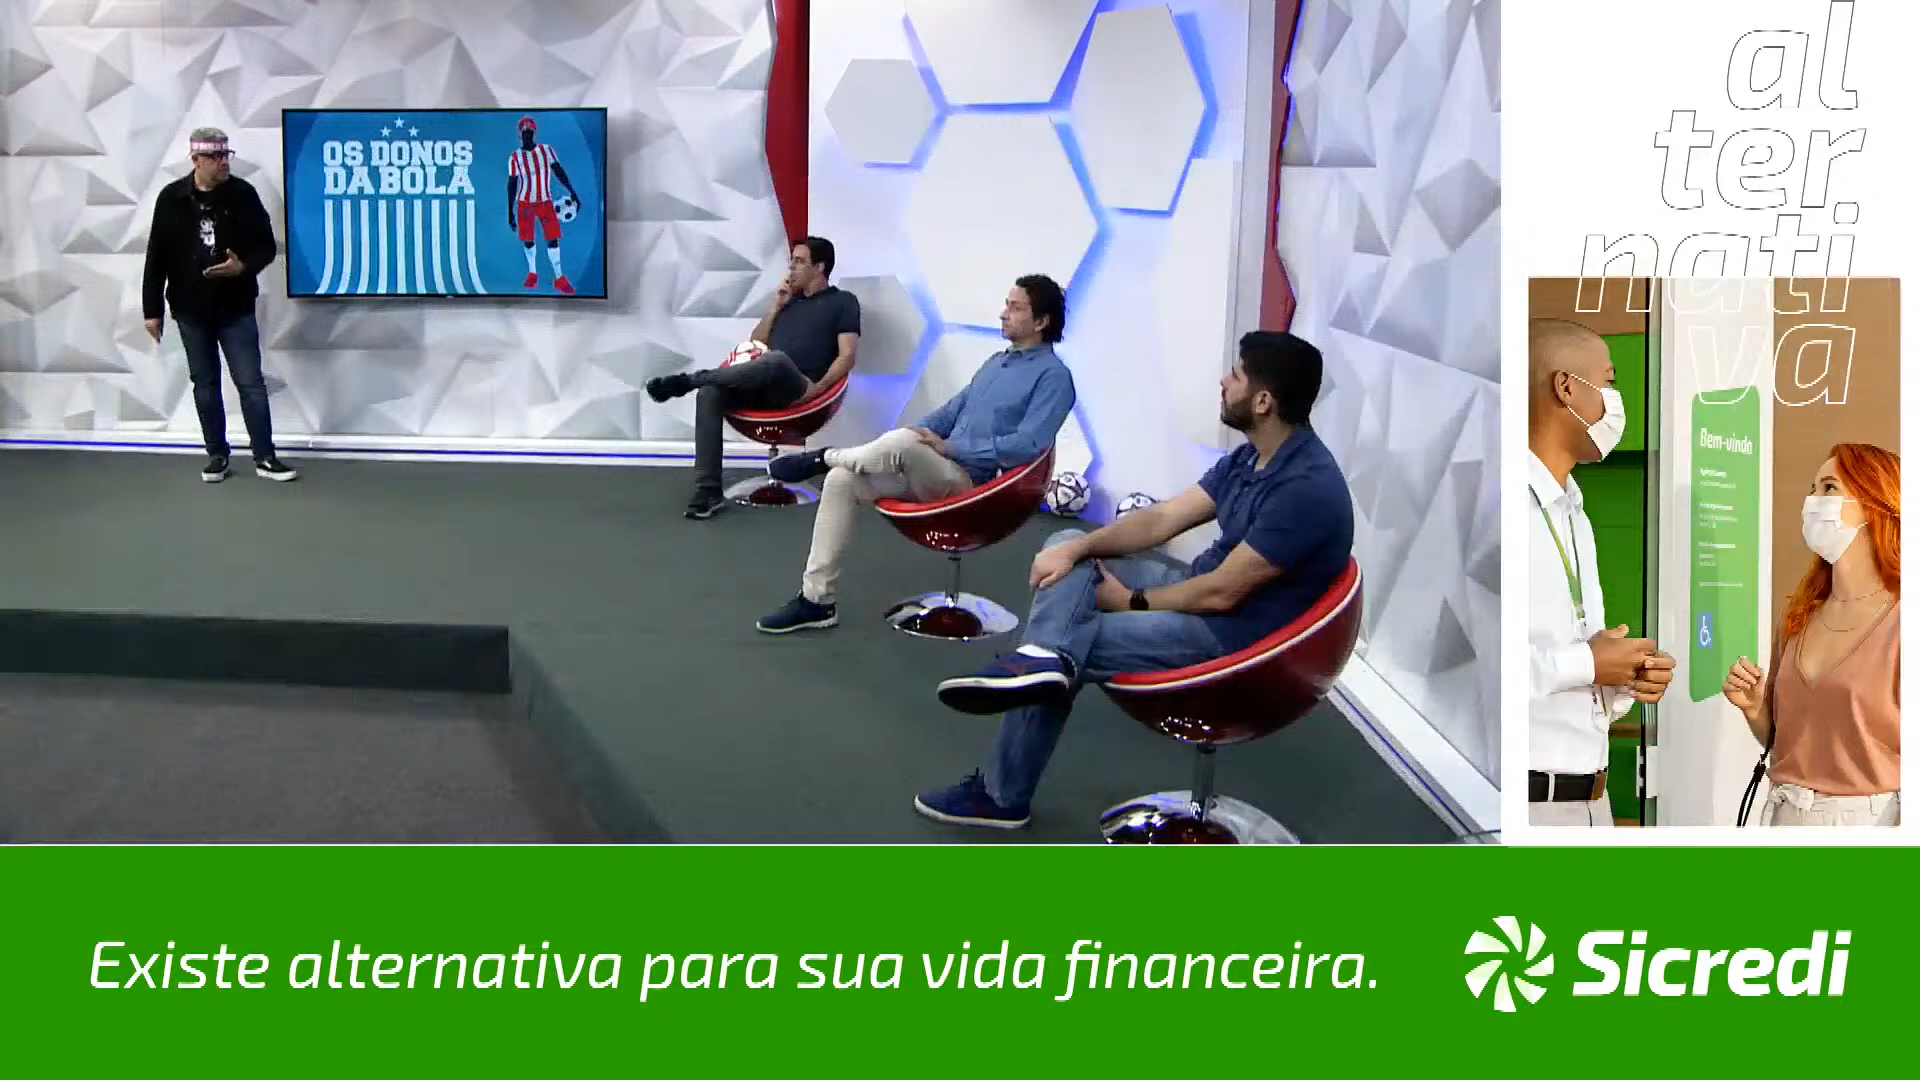 OS DONOS
DA BOLA
al
ter
nati
va
Bem-vindo
Existe alternativa para sua vida financeira.
Sicredi